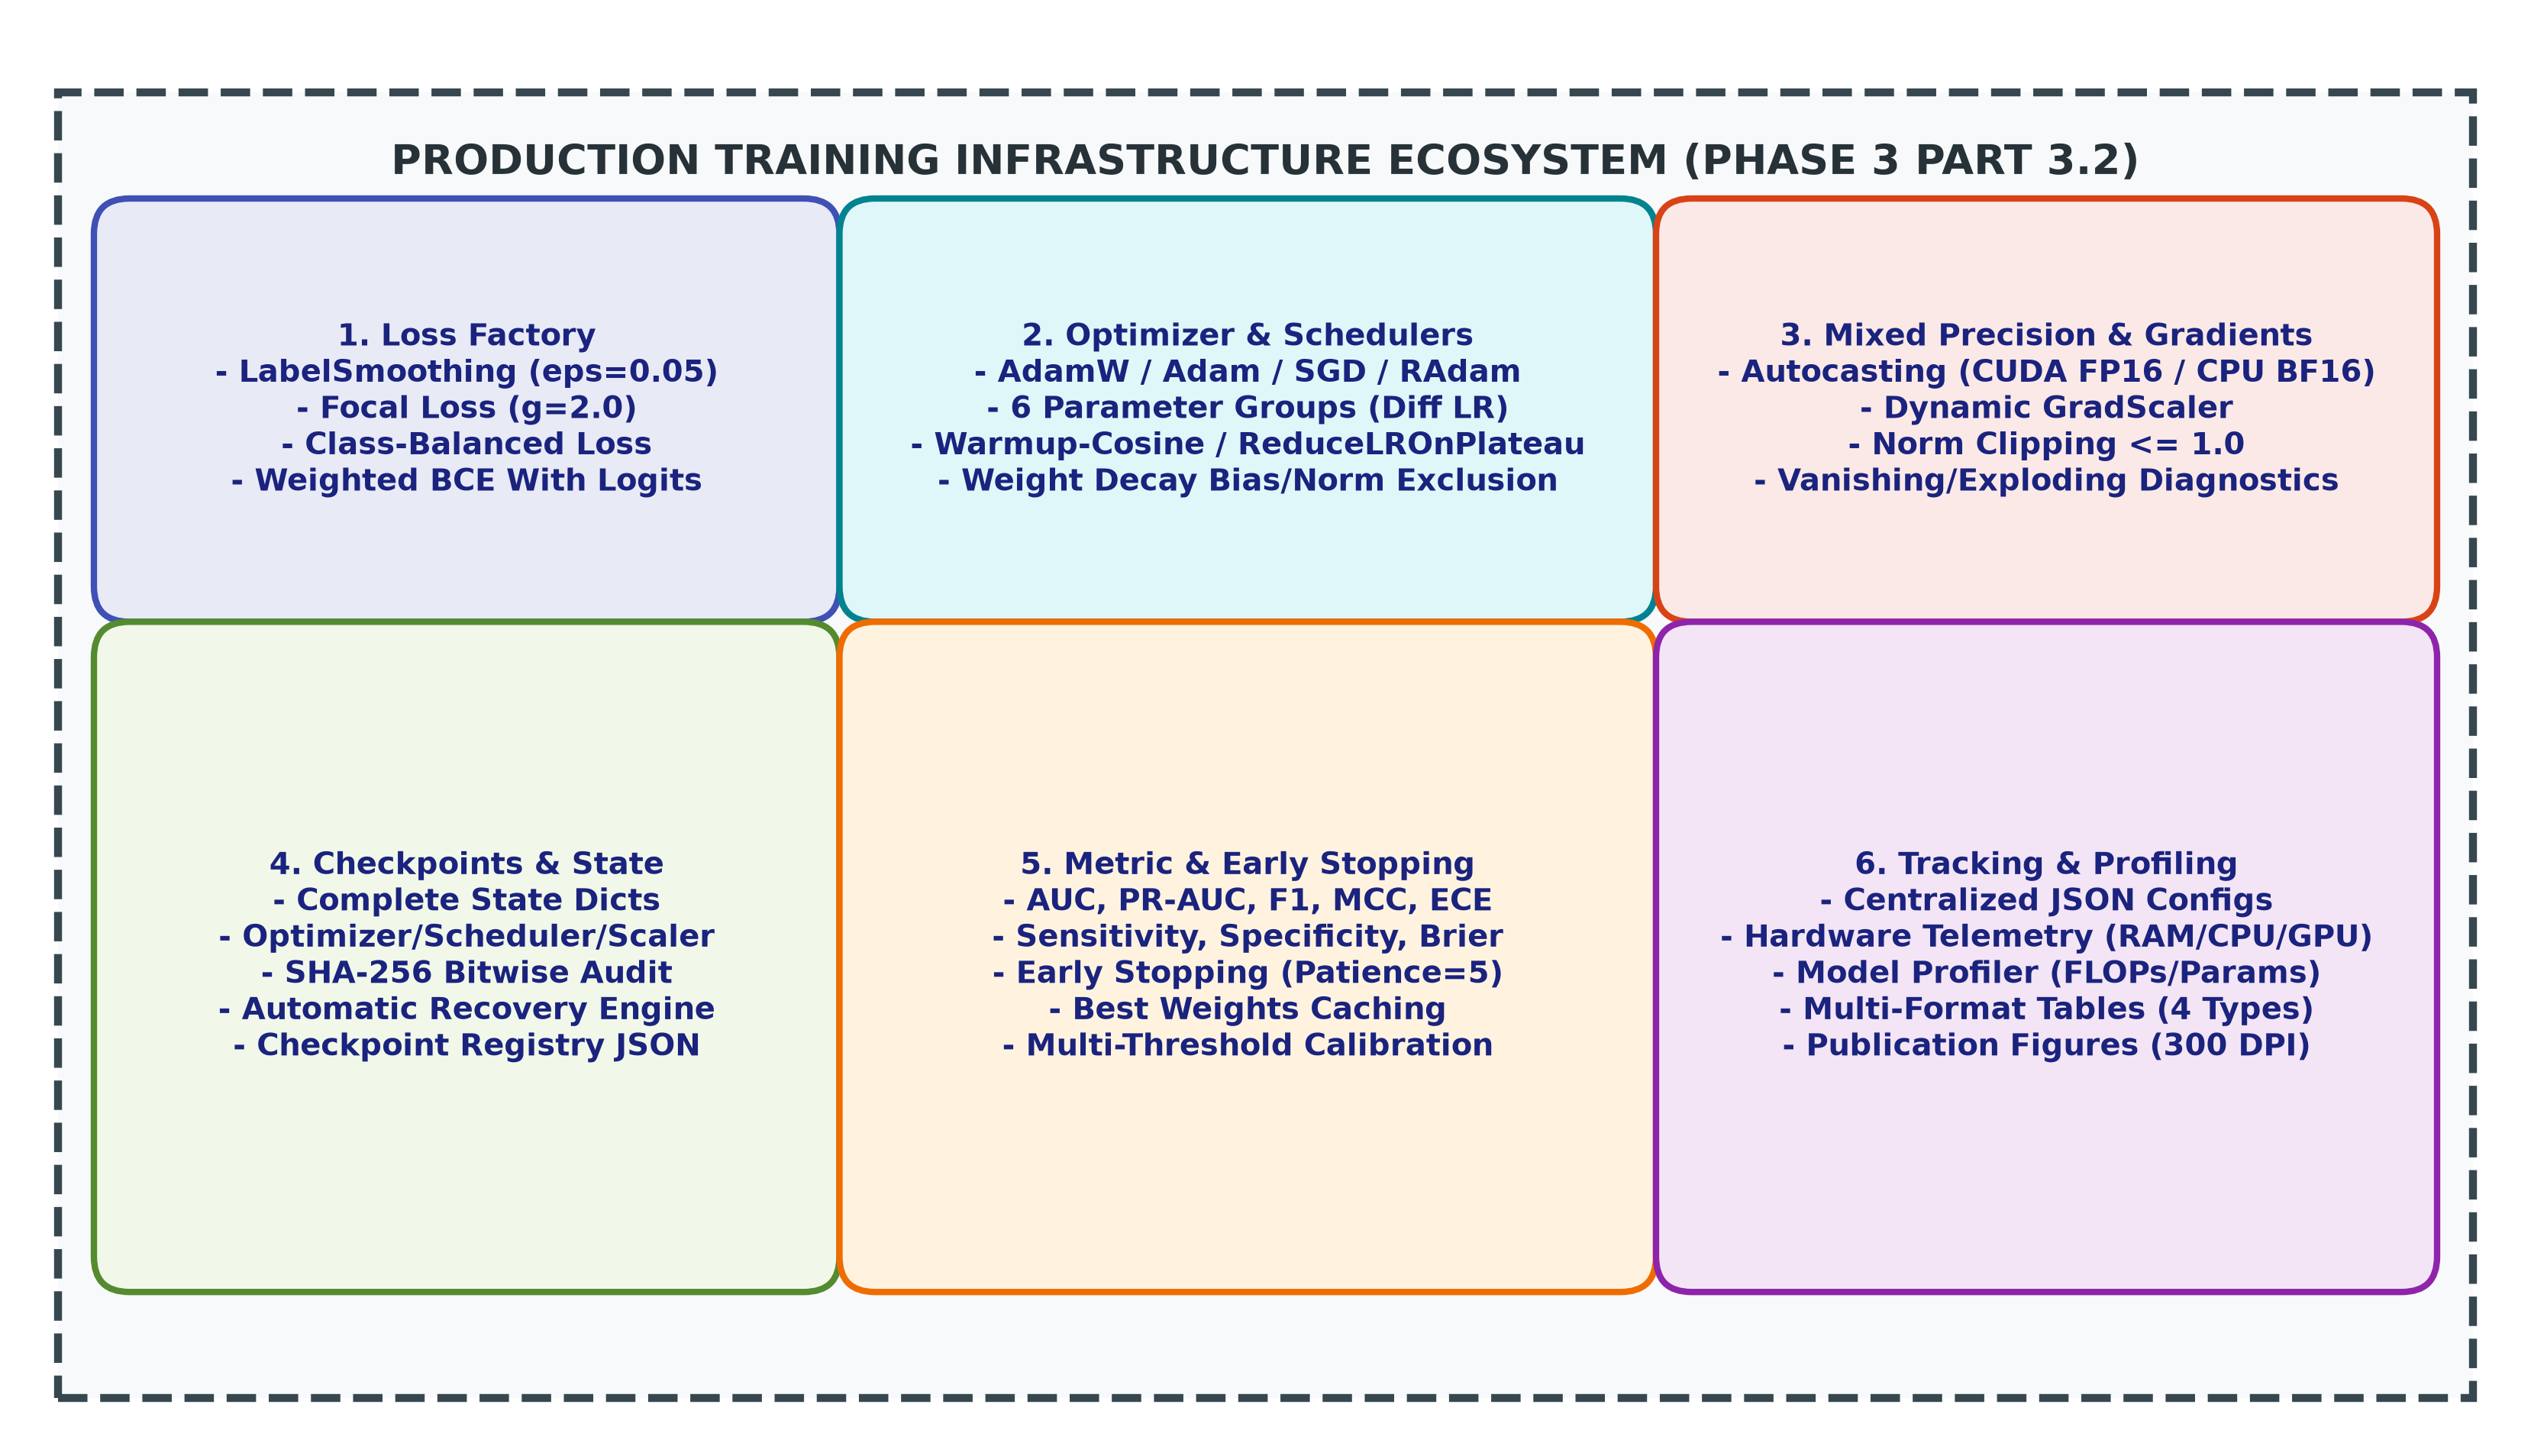 PRODUCTION TRAINING INFRASTRUCTURE ECOSYSTEM (PHASE 3 PART 3.2)
1. Loss Factory
- LabelSmoothing (eps=0.05)
- Focal Loss (g=2.0)
- Class-Balanced Loss
- Weighted BCE With Logits
2. Optimizer & Schedulers
- AdamW / Adam / SGD / RAdam
- 6 Parameter Groups (Diff LR)
- Warmup-Cosine / ReduceLROnPlateau
- Weight Decay Bias/Norm Exclusion
3. Mixed Precision & Gradients
- Autocasting (CUDA FP16 / CPU BF16)
- Dynamic GradScaler
- Norm Clipping <= 1.0
- Vanishing/Exploding Diagnostics
4. Checkpoints & State
- Complete State Dicts
- Optimizer/Scheduler/Scaler
- SHA-256 Bitwise Audit
- Automatic Recovery Engine
- Checkpoint Registry JSON
5. Metric & Early Stopping
- AUC, PR-AUC, F1, MCC, ECE
- Sensitivity, Specificity, Brier
- Early Stopping (Patience=5)
- Best Weights Caching
- Multi-Threshold Calibration
6. Tracking & Profiling
- Centralized JSON Configs
- Hardware Telemetry (RAM/CPU/GPU)
- Model Profiler (FLOPs/Params)
- Multi-Format Tables (4 Types)
- Publication Figures (300 DPI)